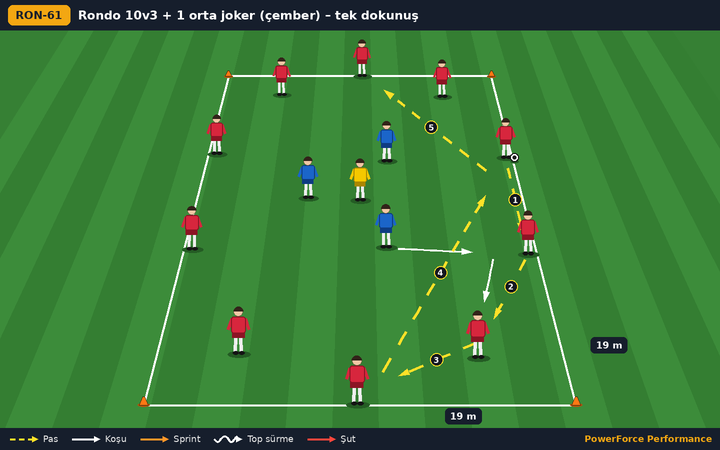 RON-61 Rondo 10v3 + 1 orta joker (çember) – tek dokunuş
5
1
4
2
3
19 m
19 m
Pas Koşu Sprint Top sürme Şut PowerForce Performance